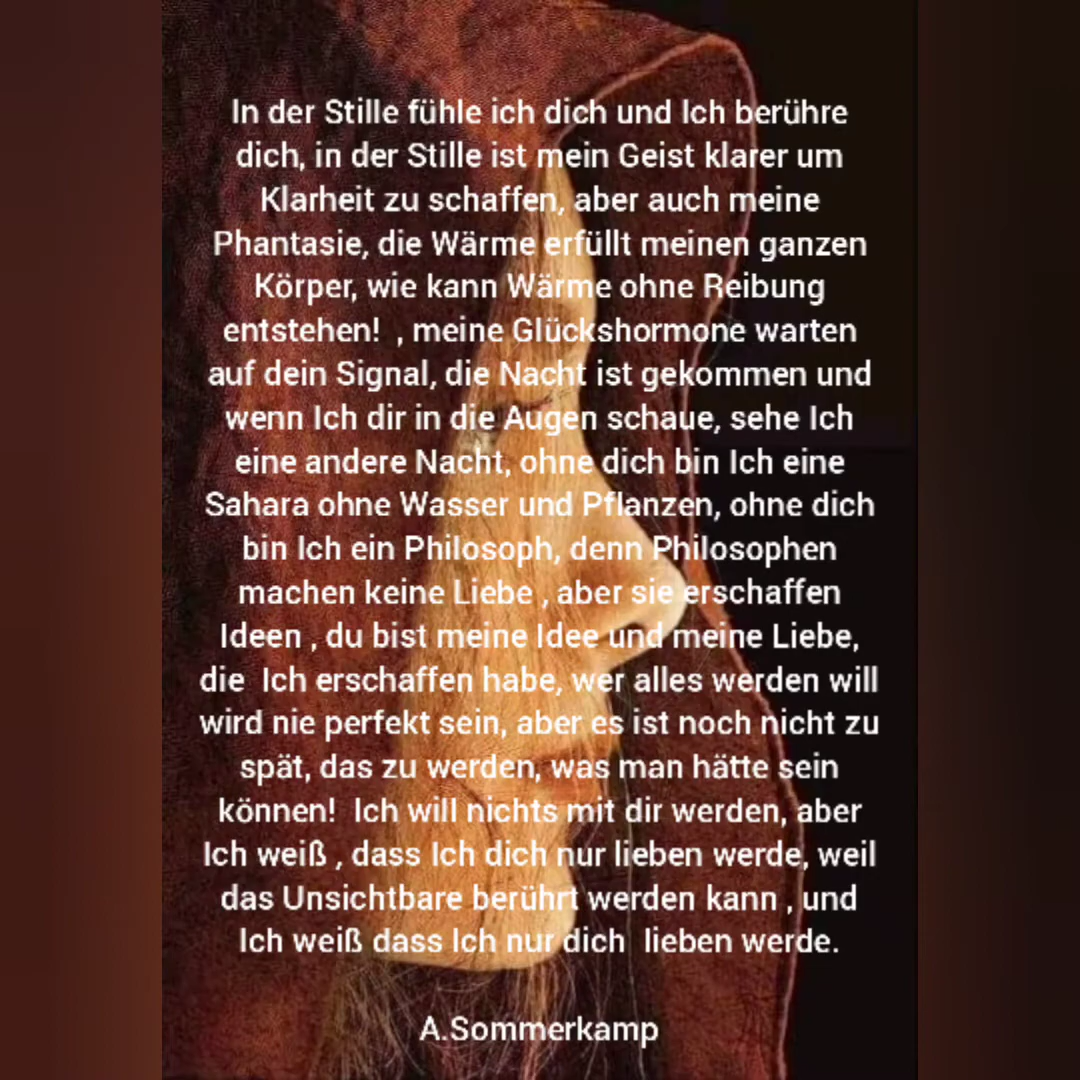 In der Stille fühle ich dich und Ich berühre
dich, in der Stille ist mein Geist klarer um
Klarheit zu schaffen, aber auch meine
Phantasie, die Wärme erfüllt meinen ganzen
Körper, wie kann Wärme ohne Reibung
entstehen!  , meine Glückshormone warten
auf dein Signal, die Nacht ist gekommen und
wenn Ich dir in die Augen schaue, sehe Ich
eine andere Nacht, ohne dich bin Ich eine
Sahara ohne Wasser und Pflanzen, ohne dich
bin Ich ein Philosoph, denn Philosophen
machen keine Liebe , aber sie erschaffen
Ideen , du bist meine Idee und meine Liebe,
die  Ich erschaffen habe, wer alles werden will
wird nie perfekt sein, aber es ist noch nicht zu
spät, das zu werden, was man hätte sein
können!  Ich will nichts mit dir werden, aber
Ich weiß , dass Ich dich nur lieben werde, weil
das Unsichtbare berührt werden kann , und
Ich weiß dass Ich nur dich  lieben werde.
A.Sommerkamp